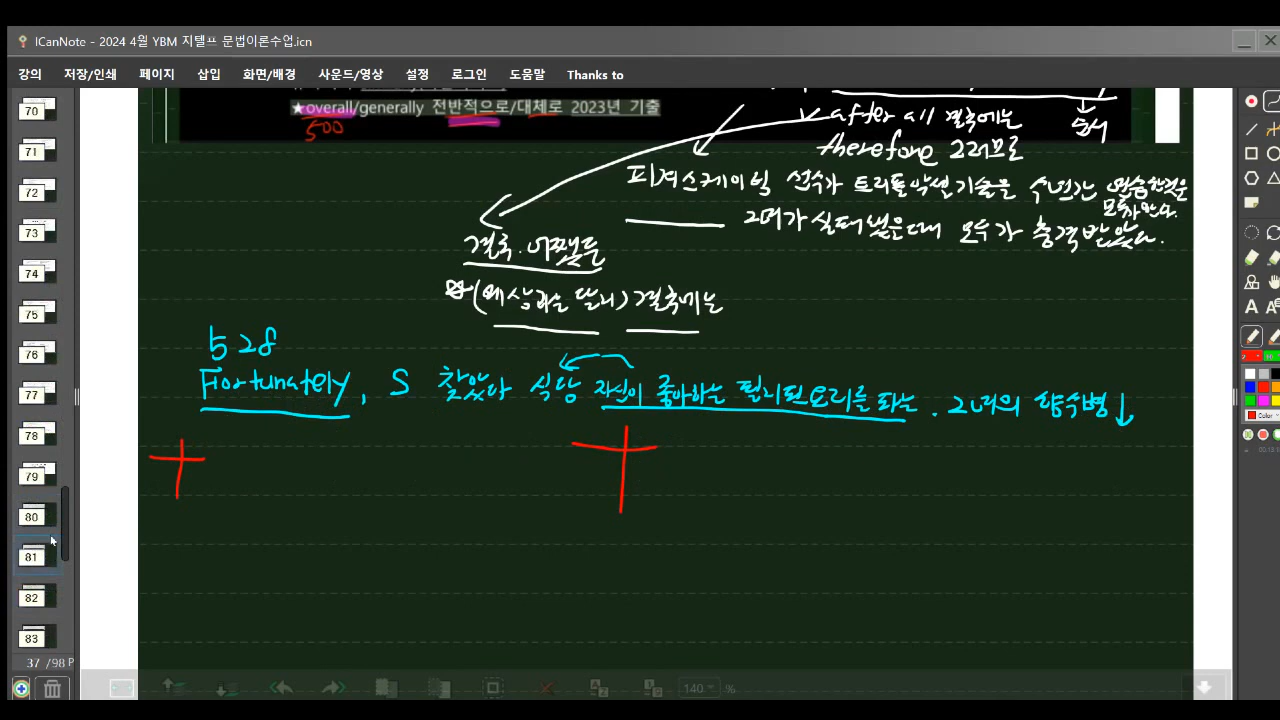 ICanNote - 2024 4월 YBM 지텔프 문법이론수업.icn
강의 저장/인쇄 페이지 삽입 화면/배경 사운드/영상 설정 로그인 도움말 Thanks to
★overall/generally 전반적으로/대체로 2023년 기출
500
after all 결국에는
therefore 그러므로
피겨스케이팅 선수가 트리플악셀기술을 수년간 연습한것은
모두가 안다.
그녀가 실패했을때 모두가 충격받았다.
결국. 어쨌든
(예상과는 달리) 결국에는
528
Fortunately, S 찾았다 식당 자신이 좋아하는 필리핀요리를 파는. 그녀의 향수병↓
70
71
72
73
74
75
76
77
78
79
80
81
82
83
37 /98 P
140 %
Color